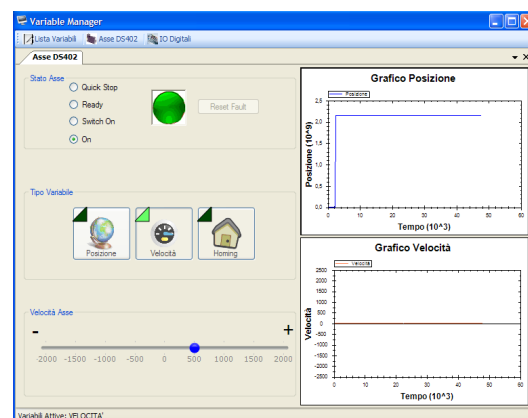 Variable Manager
Lista Variabili Asse DS402 IO Digitali
Asse DS402
Stato Asse
Quick Stop
Ready
Switch On
On
Reset Fault
Tipo Variabile
Posizione Velocità Homing
Velocità Asse
- +
-2000 -1500 -1000 -500 0 500 1000 1500 2000
Grafico Posizione
Posizione
Posizione (10^9)
2,5
2,0
1,5
1,0
0,5
0,0
0 10 20 30 40 50 60
Tempo (10^3)
Grafico Velocità
Velocità
Velocità
2500
2000
1500
1000
500
0
-500
-1000
-1500
-2000
-2500
0 10 20 30 40 50 60
Tempo (10^3)
Variabili Attive: VELOCITA'